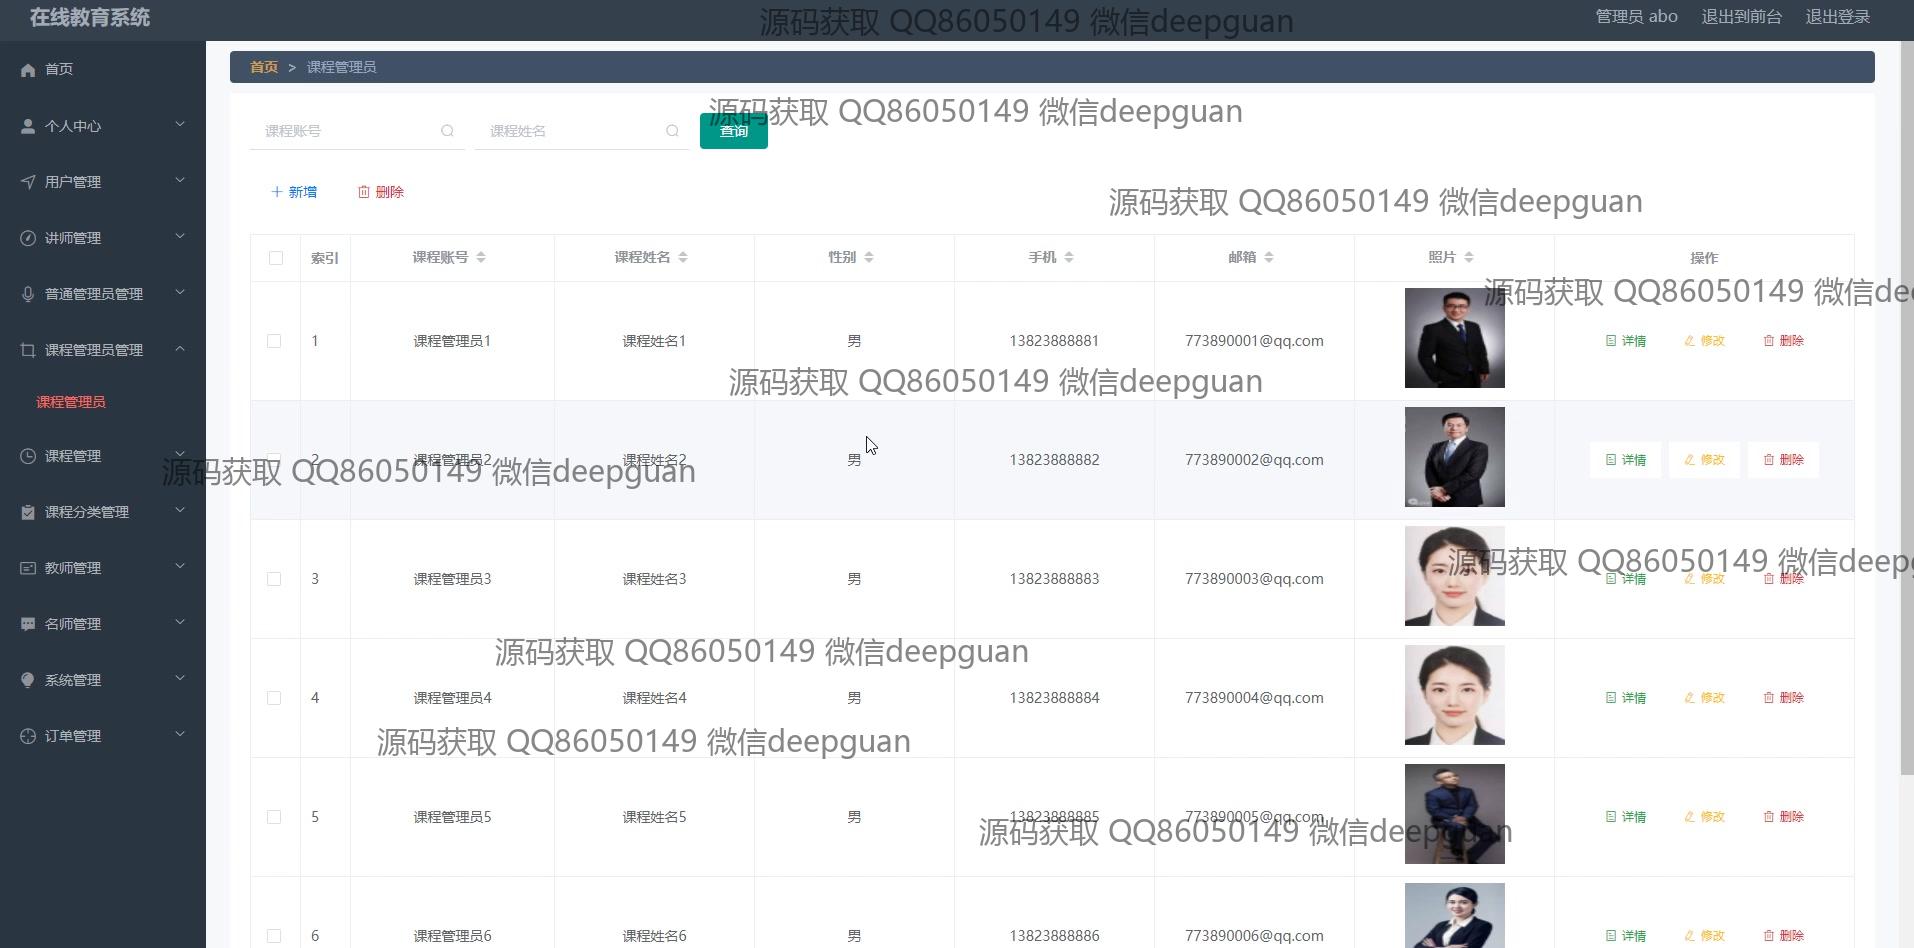 在线教育系统
源码获取 QQ86050149 微信deepguan
管理员 abo 退出到前台 退出登录
首页
个人中心
用户管理
讲师管理
普通管理员管理
课程管理员管理
课程管理员
课程管理
课程分类管理
教师管理
名师管理
系统管理
订单管理
首页 > 课程管理员
源码获取 QQ86050149 微信deepguan
课程账号 课程姓名 查询
源码获取 QQ86050149 微信deepguan
新增 删除
索引 课程账号 课程姓名 性别 手机 邮箱 照片 操作
源码获取 QQ86050149 微信dee
1 课程管理员1 课程姓名1 男 13823888881 773890001@qq.com 详情 修改 删除
源码获取 QQ86050149 微信deepguan
2 课程管理员2 课程姓名2 男 13823888882 773890002@qq.com 详情 修改 删除
源码获取 QQ86050149 微信deepguan
源码获取 QQ86050149 微信deep
3 课程管理员3 课程姓名3 男 13823888883 773890003@qq.com 详情 修改 删除
源码获取 QQ86050149 微信deepguan
4 课程管理员4 课程姓名4 男 13823888884 773890004@qq.com 详情 修改 删除
源码获取 QQ86050149 微信deepguan
5 课程管理员5 课程姓名5 男 13823888885 773890005@qq.com 详情 修改 删除
源码获取 QQ86050149 微信deepguan
6 课程管理员6 课程姓名6 男 13823888886 773890006@qq.com 详情 修改 删除